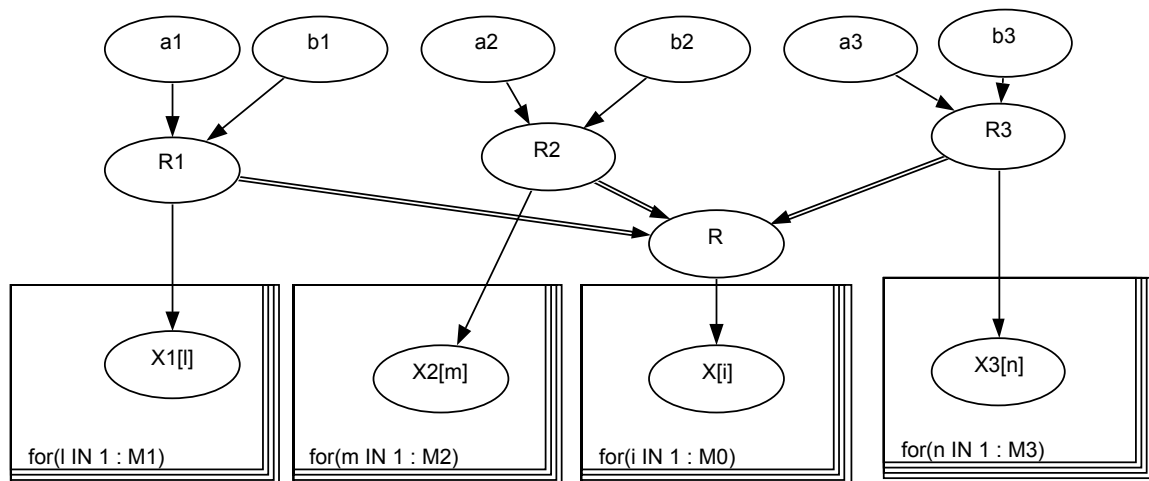 a1
b1
a2
b2
a3
b3
R1
R2
R3
R
X1[l]
X2[m]
X[i]
X3[n]
for(l IN 1 : M1)
for(m IN 1 : M2)
for(i IN 1 : M0)
for(n IN 1 : M3)